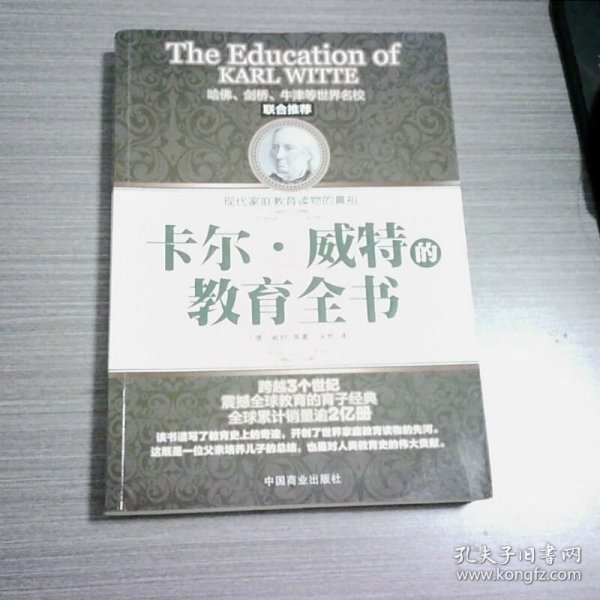 The Education of
KARL WITTE
哈佛、剑桥、牛津等世界名校
联合推荐
现代家庭教育读物的鼻祖
卡尔·威特的
教育全书
跨越3个世纪
震撼全球教育的育子经典
全球累计销量逾2亿册
该书谱写了教育史上的奇迹，开创了世界家庭教育读物的先河。
这既是一位父亲培养儿子的总结，也是对人类教育史的伟大贡献。
中国商业出版社
孔夫子旧书网
www.kongfz.com